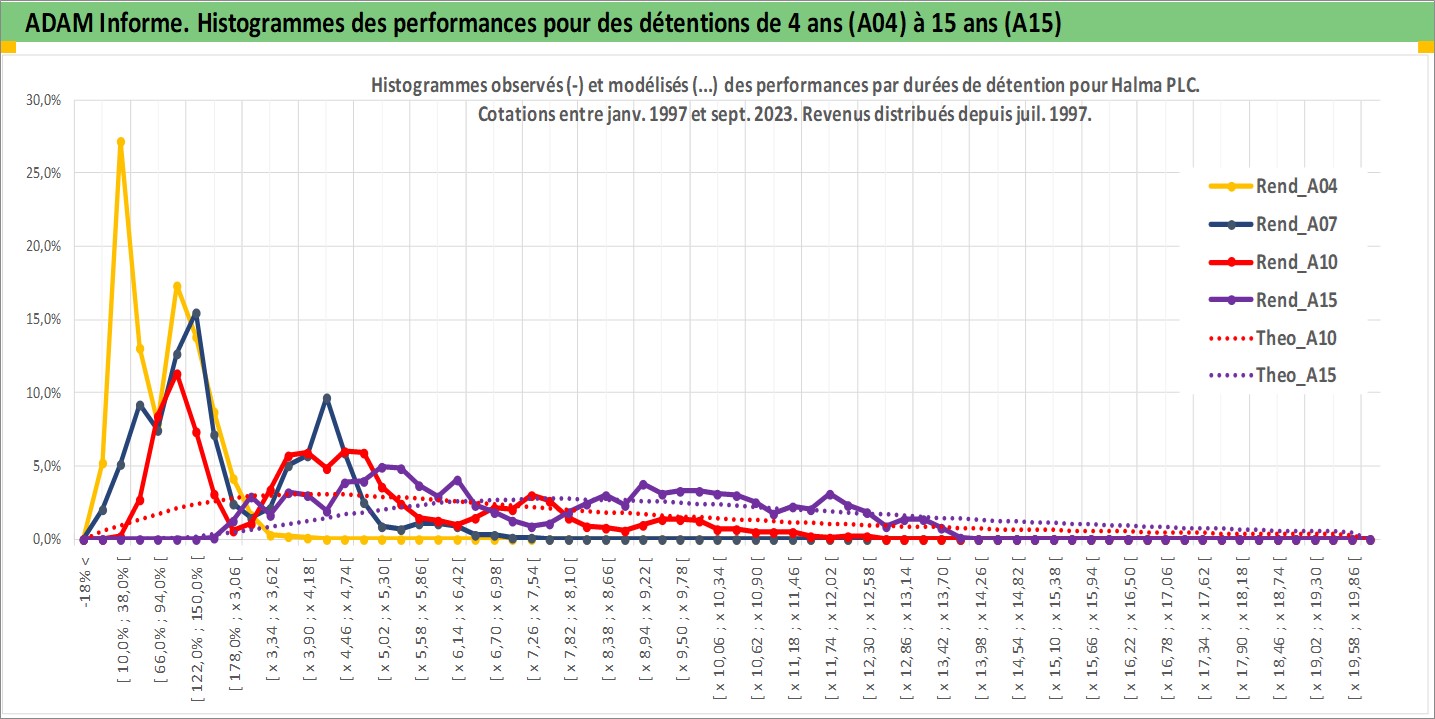 ADAM Informe. Histogrammes des performances pour des détentions de 4 ans (A04) à 15 ans (A15)
Histogrammes observés (-) et modélisés (...) des performances par durées de détention pour Halma PLC.
Cotations entre janv. 1997 et sept. 2023. Revenus distribués depuis juil. 1997.
30,0%
25,0%
20,0%
15,0%
10,0%
5,0%
0,0%
Rend_A04
Rend_A07
Rend_A10
Rend_A15
Theo_A10
Theo_A15
-18% <
[ 10,0% ; 38,0% [
[ 66,0% ; 94,0% [
[ 122,0% ; 150,0% [
[ 178,0% ; x 3,06 [
[ x 3,34 ; x 3,62 [
[ x 3,90 ; x 4,18 [
[ x 4,46 ; x 4,74 [
[ x 5,02 ; x 5,30 [
[ x 5,58 ; x 5,86 [
[ x 6,14 ; x 6,42 [
[ x 6,70 ; x 6,98 [
[ x 7,26 ; x 7,54 [
[ x 7,82 ; x 8,10 [
[ x 8,38 ; x 8,66 [
[ x 8,94 ; x 9,22 [
[ x 9,50 ; x 9,78 [
[ x 10,06 ; x 10,34 [
[ x 10,62 ; x 10,90 [
[ x 11,18 ; x 11,46 [
[ x 11,74 ; x 12,02 [
[ x 12,30 ; x 12,58 [
[ x 12,86 ; x 13,14 [
[ x 13,42 ; x 13,70 [
[ x 13,98 ; x 14,26 [
[ x 14,54 ; x 14,82 [
[ x 15,10 ; x 15,38 [
[ x 15,66 ; x 15,94 [
[ x 16,22 ; x 16,50 [
[ x 16,78 ; x 17,06 [
[ x 17,34 ; x 17,62 [
[ x 17,90 ; x 18,18 [
[ x 18,46 ; x 18,74 [
[ x 19,02 ; x 19,30 [
[ x 19,58 ; x 19,86 [